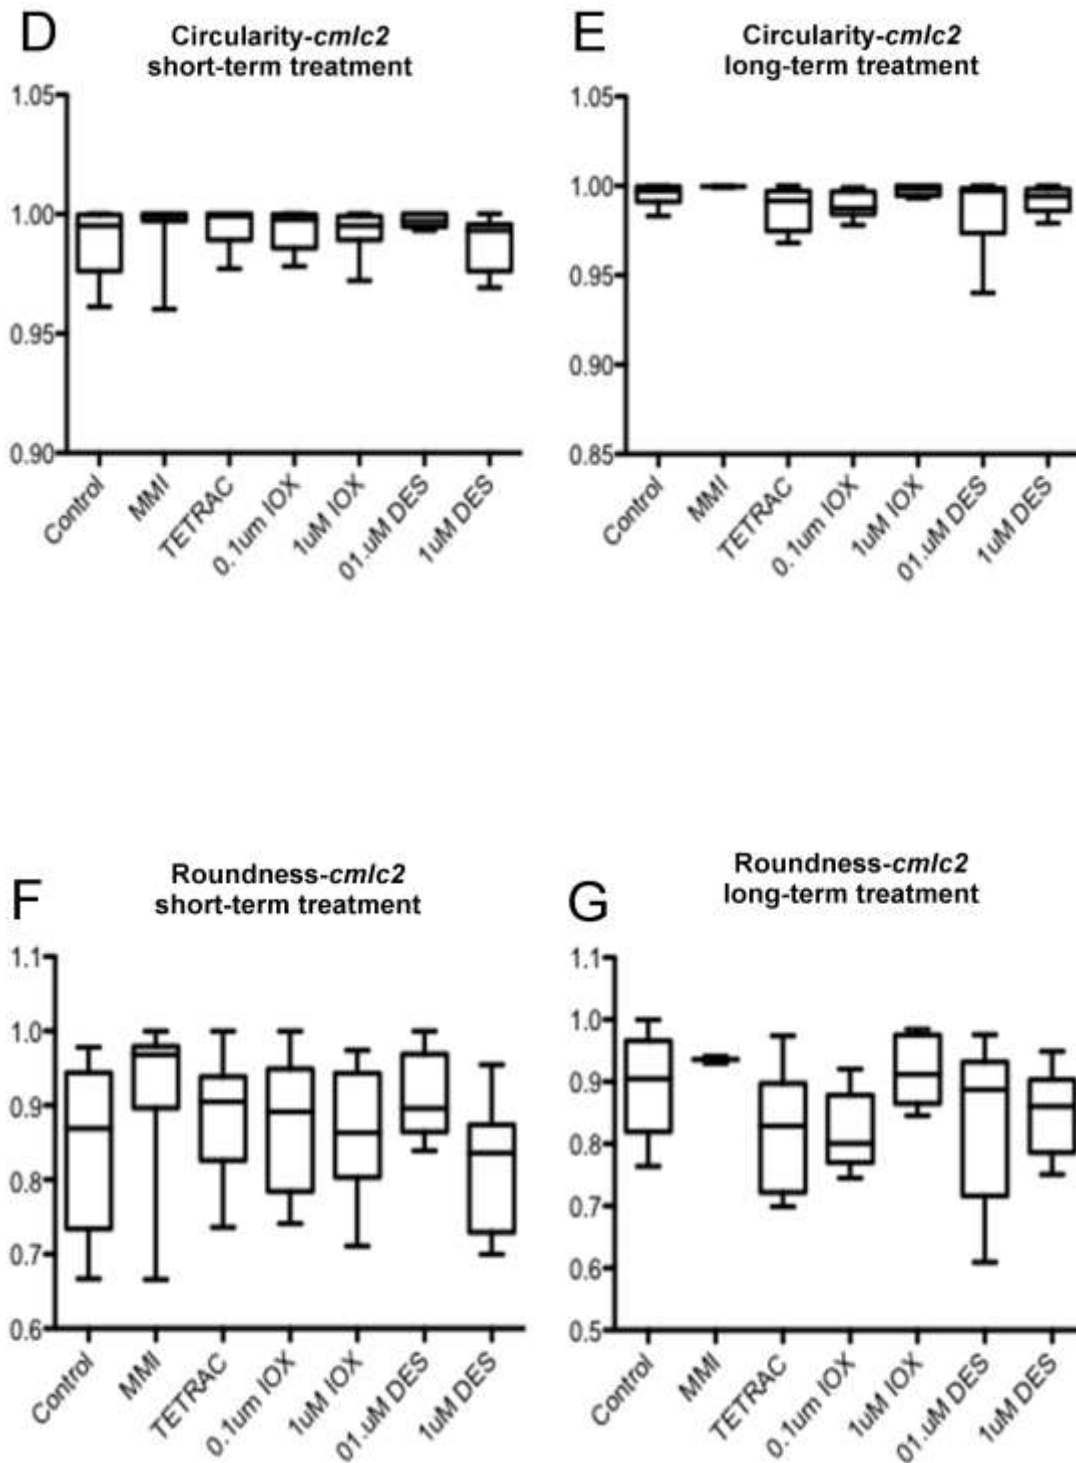 D
Circularity-cmlc2
short-term treatment
1.05
1.00
0.95
0.90
Control
MMI
TETRAC
0.1um IOX
1uM IOX
01.uM DES
1uM DES
E
Circularity-cmlc2
long-term treatment
1.05
1.00
0.95
0.90
0.85
Control
MMI
TETRAC
0.1um IOX
1uM IOX
01.uM DES
1uM DES
F
Roundness-cmlc2
short-term treatment
1.1
1.0
0.9
0.8
0.7
0.6
Control
MMI
TETRAC
0.1um IOX
1uM IOX
01.uM DES
1uM DES
G
Roundness-cmlc2
long-term treatment
1.1
1.0
0.9
0.8
0.7
0.6
0.5
Control
MMI
TETRAC
0.1um IOX
1uM IOX
01.uM DES
1uM DES